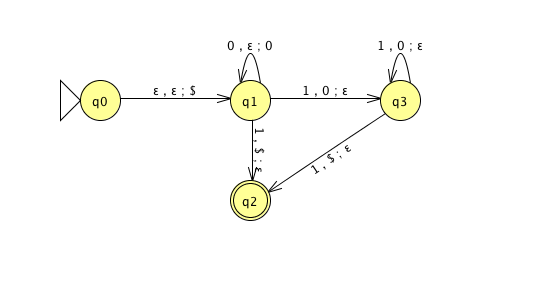 0 , ε ; 0
1 , 0 ; ε
q0
ε , ε ; $
q1
1 , 0 ; ε
q3
1 , $ ; ε
1 , $ ; ε
q2